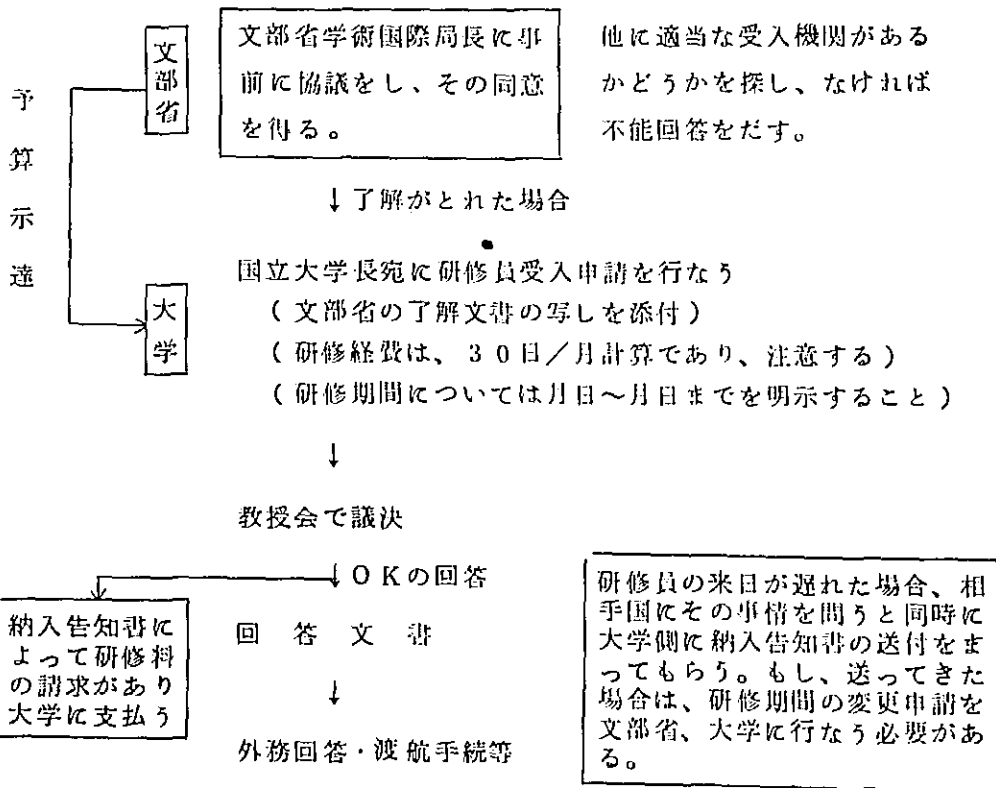 文部省
文部省学術国際局長に事
前に協議をし、その同意
を得る。
他に適当な受入機関がある
かどうかを探し、なければ
不能回答をだす。
予算示達
↓了解がとれた場合
国立大学長宛に研修員受入申請を行なう
(文部省の了解文書の写しを添付)
(研修経費は、30日/月計算であり、注意する)
(研修期間については月日~月日までを明示すること)
大学
↓
教授会で議決
↓OKの回答
納入告知書に
よって研修料
の請求があり
大学に支払う
回答文書
↓
外務回答・渡航手続等
研修員の来日が遅れた場合、相
手国にその事情を問うと同時に
大学側に納入告知書の送付をま
ってもらう。もし、送ってきた
場合は、研修期間の変更申請を
文部省、大学に行なう必要があ
る。